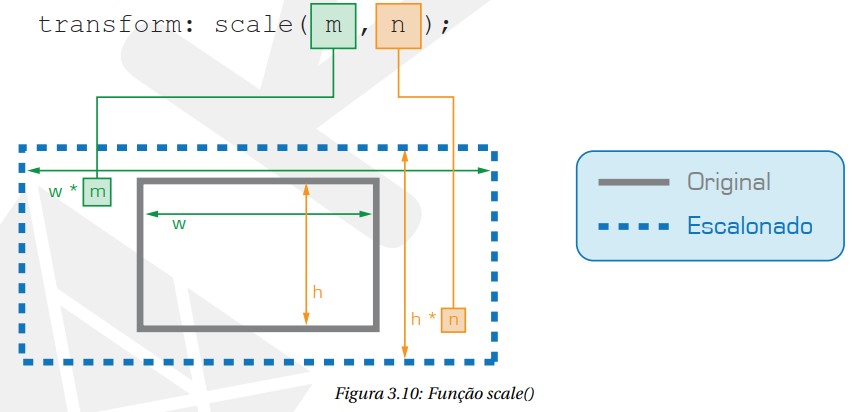 transform: scale( m , n );
w * m
w
h
h * n
Original
Escalonado
Figura 3.10: Função scale()